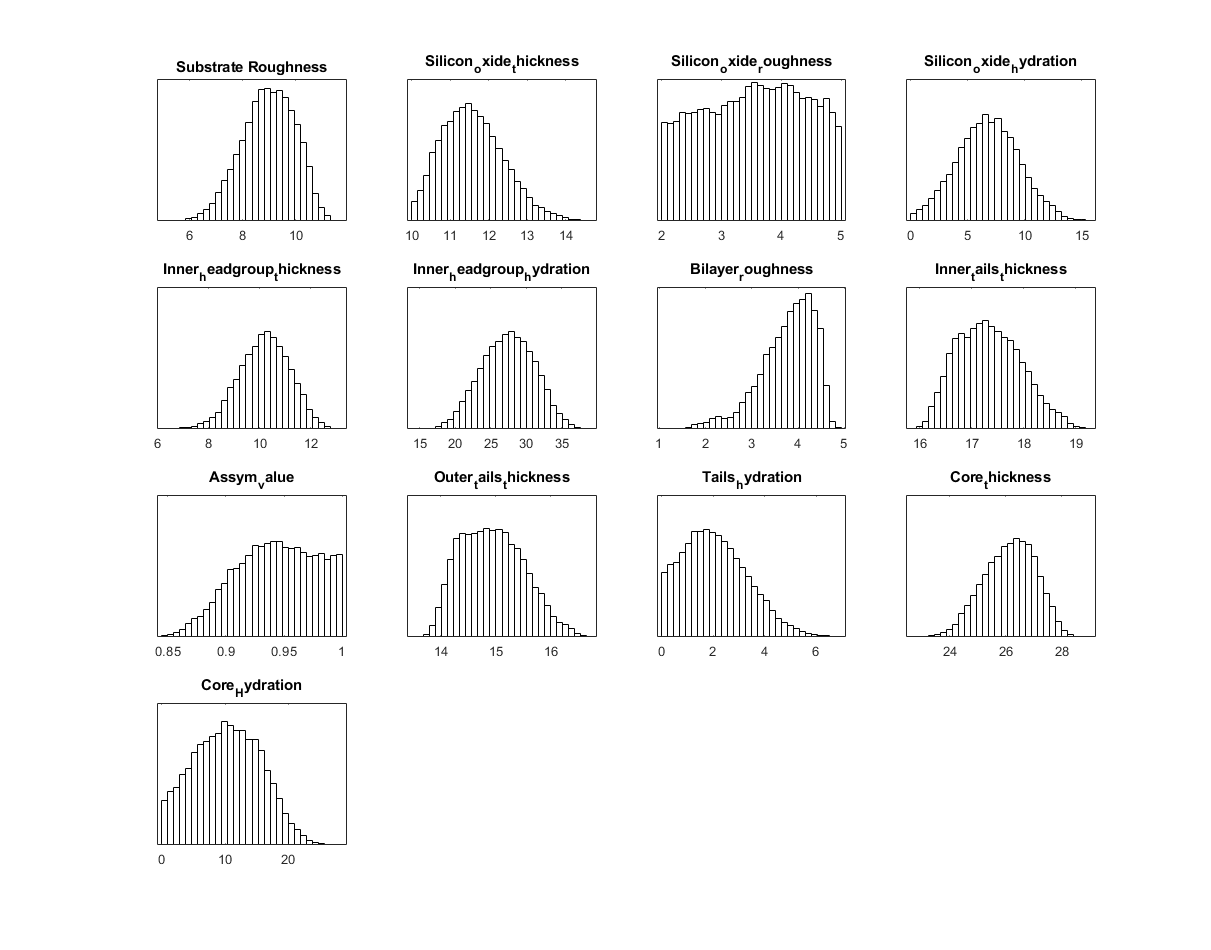 Substrate Roughness
Silicon_oxide_thickness
Silicon_oxide_roughness
Silicon_oxide_hydration
6 8 10
10 11 12 13 14
2 3 4 5
0 5 10 15
Inner_headgroup_thickness
Inner_headgroup_hydration
Bilayer_roughness
Inner_tails_thickness
6 8 10 12
15 20 25 30 35
1 2 3 4 5
16 17 18 19
Assym_value
Outer_tails_thickness
Tails_hydration
Core_thickness
0.85 0.9 0.95 1
14 15 16
0 2 4 6
24 26 28
Core_Hydration
0 10 20